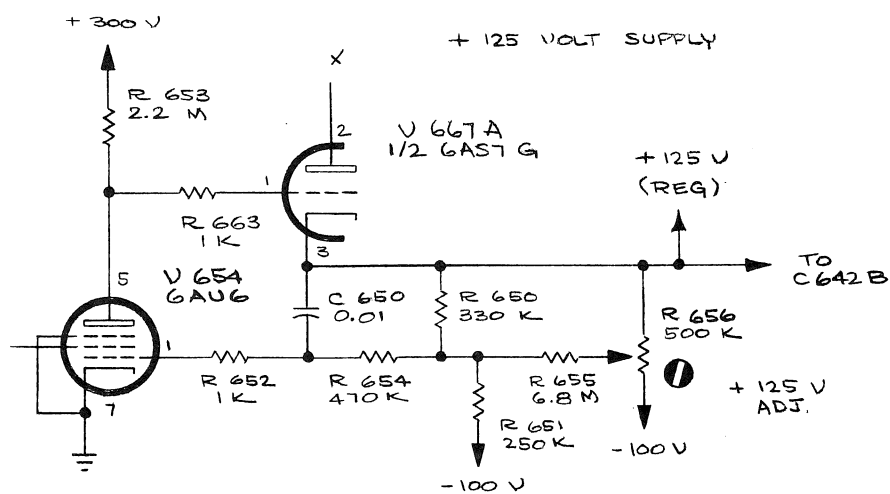 + 300 V
+ 125 VOLT SUPPLY
X
R 653
2.2 M
2
V 667 A
1/2 6AS7 G
+ 125 V
(REG)
1
R 663
1 K
3
V 654
6AU6
5
TO
C 642 B
C 650
0.01
R 650
330 K
R 656
500 K
1
R 652
1 K
R 654
470 K
R 655
6.8 M
+ 125 V
ADJ.
7
R 651
250 K
-100 V
-100 V